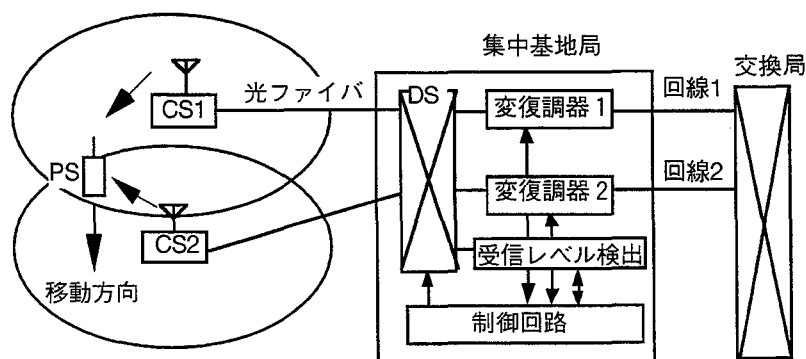 集中基地局
交換局
光ファイバ
DS
変復調器1
回線1
CS1
PS
変復調器2
回線2
CS2
受信レベル検出
移動方向
制御回路